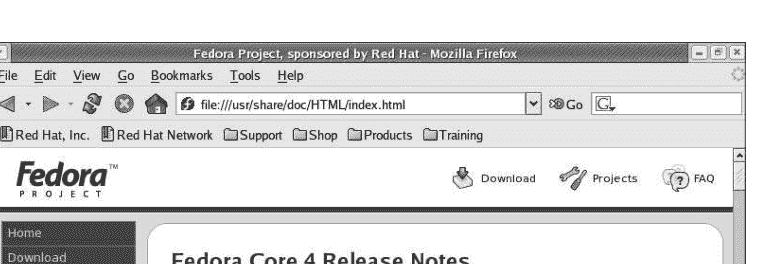 Fedora Project, sponsored by Red Hat - Mozilla Firefox
File Edit View Go Bookmarks Tools Help
file:///usr/share/doc/HTML/index.html Go G
Red Hat, Inc. Red Hat Network Support Shop Products Training
Fedora™ Download Projects FAQ
PROJECT
Home
Download
Fedora Core 4 Release Notes